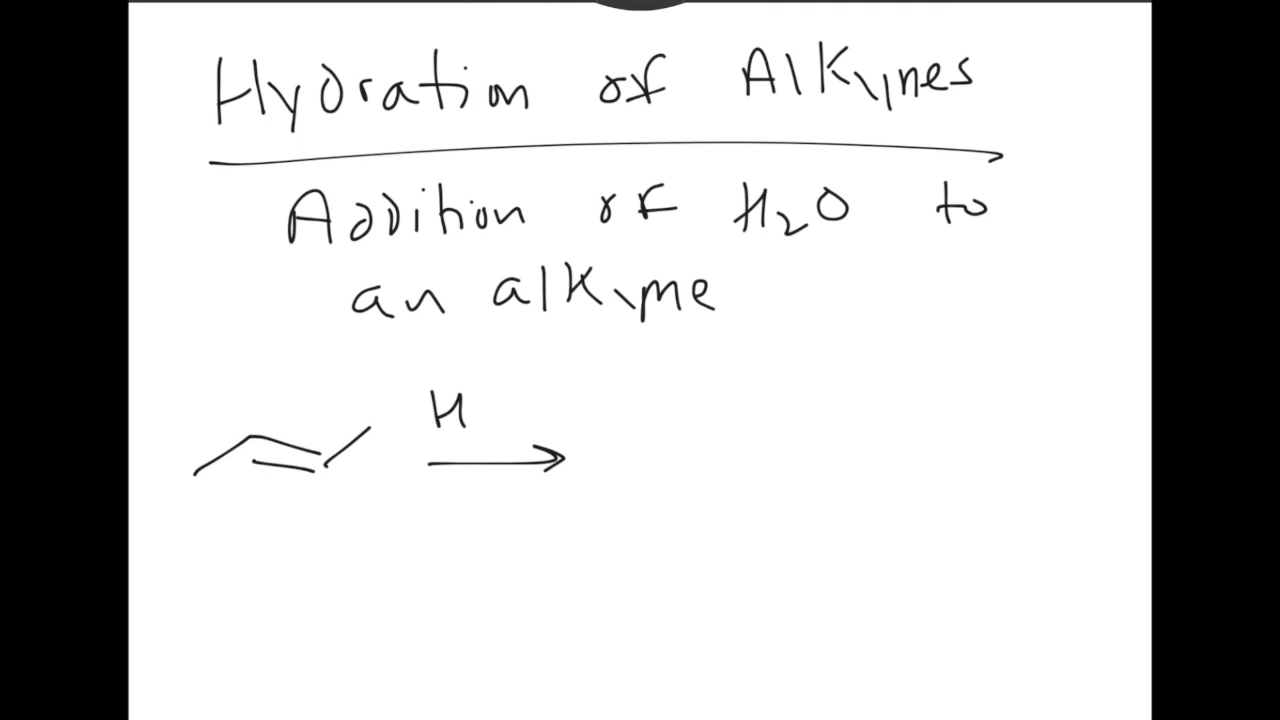 Hydration of Alkynes
Addition of H₂O to
an alkyne
H